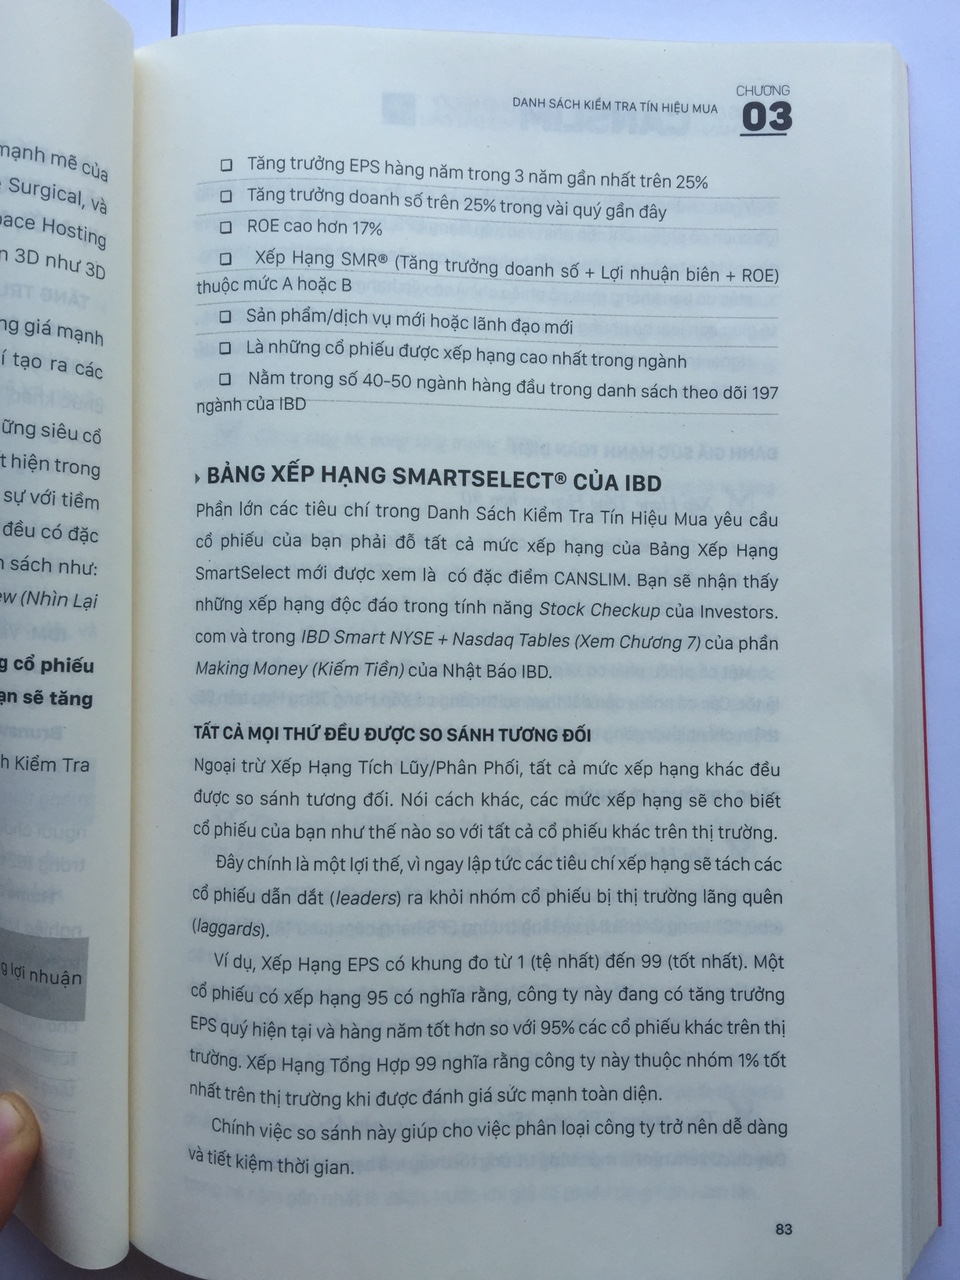 mạnh mẽ của
Surgical, và
pace Hosting
3D như 3D
ng giá mạnh
í tạo ra các
ững siêu cổ
t hiện trong
sự với tiềm
đều có đặc
sách như:
ew (Nhìn Lại
g cổ phiếu
ạn sẽ tăng
h Kiểm Tra
g lợi nhuận
CHƯƠNG
DANH SÁCH KIỂM TRA TÍN HIỆU MUA 03
❑ Tăng trưởng EPS hàng năm trong 3 năm gần nhất trên 25%
❑ Tăng trưởng doanh số trên 25% trong vài quý gần đây
❑ ROE cao hơn 17%
❑ Xếp Hạng SMR® (Tăng trưởng doanh số + Lợi nhuận biên + ROE)
thuộc mức A hoặc B
❑ Sản phẩm/dịch vụ mới hoặc lãnh đạo mới
❑ Là những cổ phiếu được xếp hạng cao nhất trong ngành
❑ Nằm trong số 40-50 ngành hàng đầu trong danh sách theo dõi 197
ngành của IBD
BẢNG XẾP HẠNG SMARTSELECT® CỦA IBD
Phần lớn các tiêu chí trong Danh Sách Kiểm Tra Tín Hiệu Mua yêu cầu
cổ phiếu của bạn phải đỗ tất cả mức xếp hạng của Bảng Xếp Hạng
SmartSelect mới được xem là có đặc điểm CANSLIM. Bạn sẽ nhận thấy
những xếp hạng độc đáo trong tính năng Stock Checkup của Investors.
com và trong IBD Smart NYSE + Nasdaq Tables (Xem Chương 7) của phần
Making Money (Kiếm Tiền) của Nhật Báo IBD.
TẤT CẢ MỌI THỨ ĐỀU ĐƯỢC SO SÁNH TƯƠNG ĐỐI
Ngoại trừ Xếp Hạng Tích Lũy/Phân Phối, tất cả mức xếp hạng khác đều
được so sánh tương đối. Nói cách khác, các mức xếp hạng sẽ cho biết
cổ phiếu của bạn như thế nào so với tất cả cổ phiếu khác trên thị trường.
Đây chính là một lợi thế, vì ngay lập tức các tiêu chí xếp hạng sẽ tách các
cổ phiếu dẫn dắt (leaders) ra khỏi nhóm cổ phiếu bị thị trường lãng quên
(laggards).
Ví dụ, Xếp Hạng EPS có khung đo từ 1 (tệ nhất) đến 99 (tốt nhất). Một
cổ phiếu có xếp hạng 95 có nghĩa rằng, công ty này đang có tăng trưởng
EPS quý hiện tại và hàng năm tốt hơn so với 95% các cổ phiếu khác trên thị
trường. Xếp Hạng Tổng Hợp 99 nghĩa rằng công ty này thuộc nhóm 1% tốt
nhất trên thị trường khi được đánh giá sức mạnh toàn diện.
Chính việc so sánh này giúp cho việc phân loại công ty trở nên dễ dàng
và tiết kiệm thời gian.
83